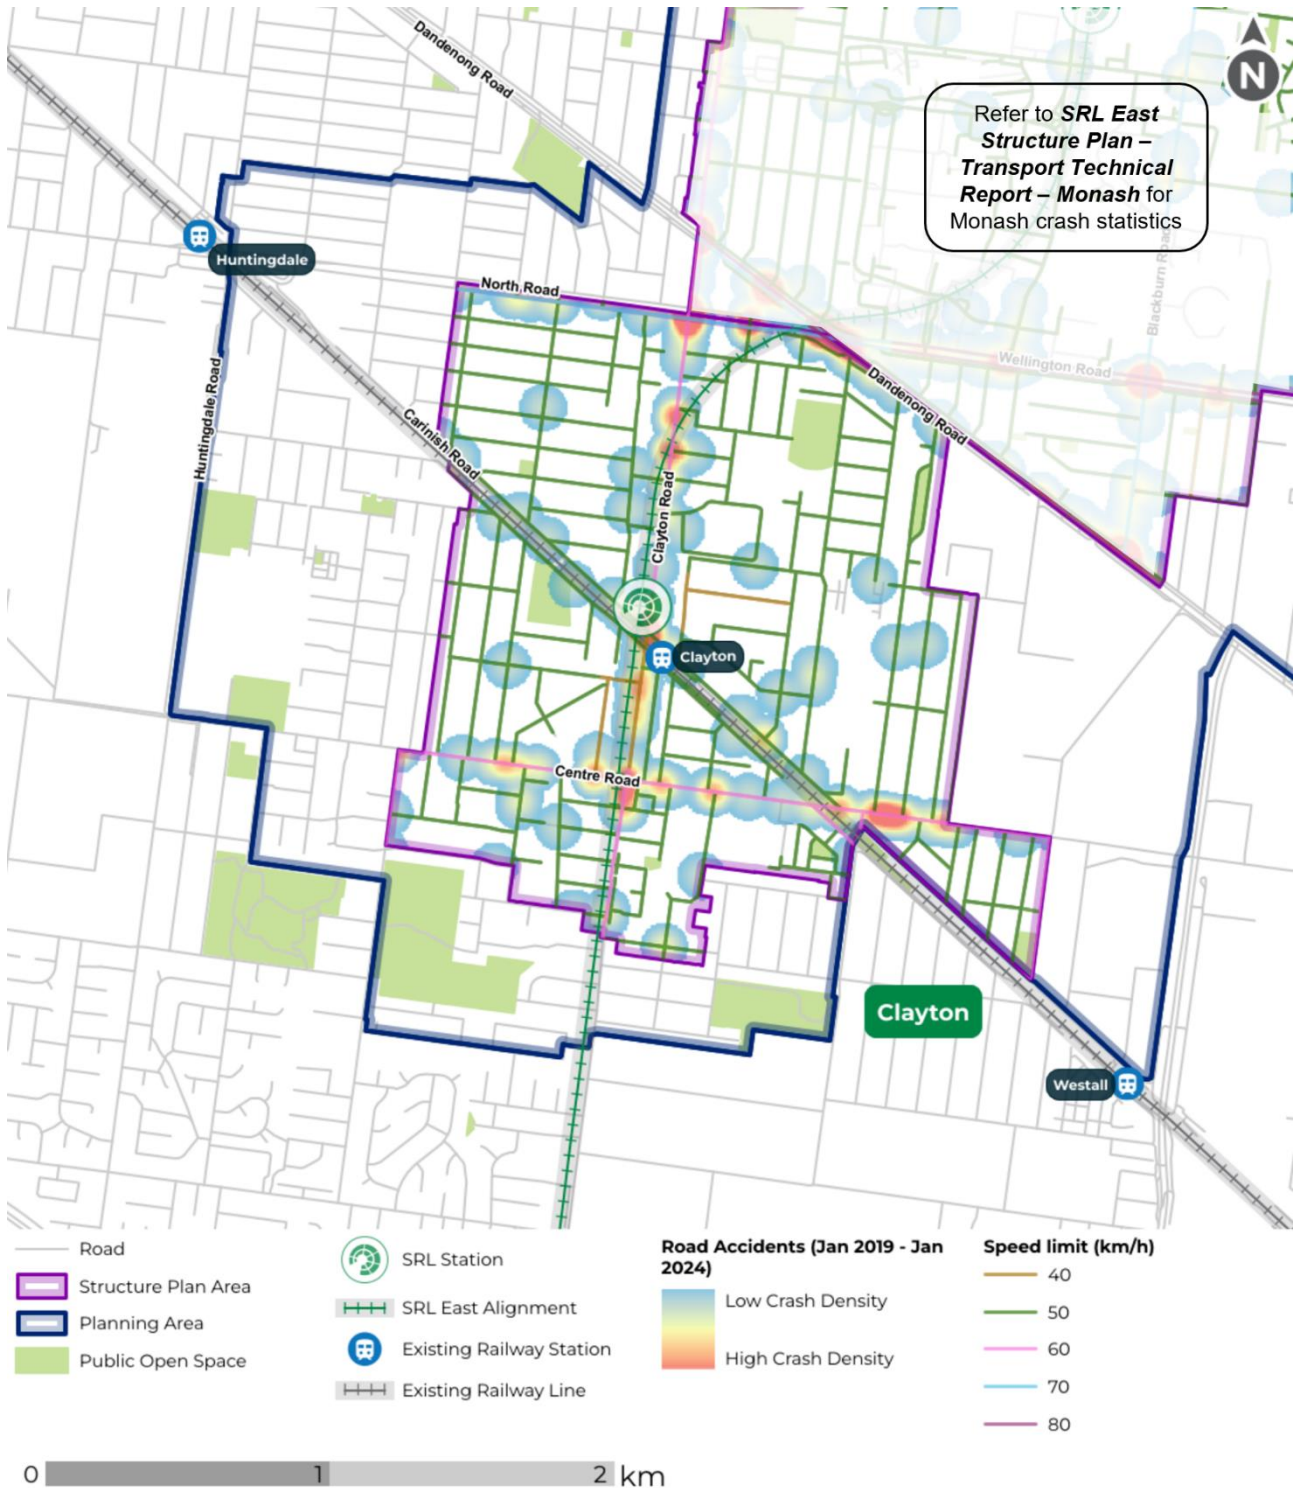 Dandenong Road
N
Refer to SRL East
Structure Plan –
Transport Technical
Report – Monash for
Monash crash statistics
Blackburn Road
Huntingdale
North Road
Wellington Road
Dandenong Road
Huntingdale Road
Carinish Road
Clayton Road
Clayton
Centre Road
Clayton
Westall
Road
Structure Plan Area
Planning Area
Public Open Space
SRL Station
SRL East Alignment
Existing Railway Station
Existing Railway Line
Road Accidents (Jan 2019 - Jan
2024)
Low Crash Density
High Crash Density
Speed limit (km/h)
40
50
60
70
80
0 1 2 km